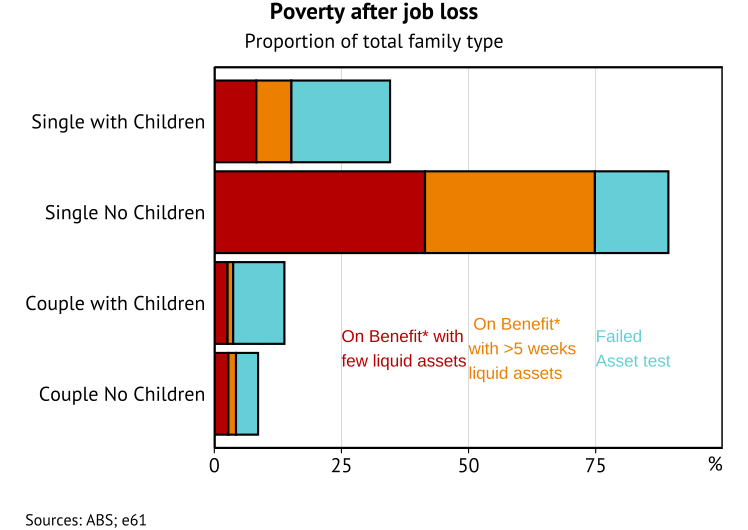 Poverty after job loss
Proportion of total family type
Single with Children
Single No Children
Couple with Children
Couple No Children
On Benefit* with
few liquid assets
On Benefit*
with >5 weeks
liquid assets
Failed
Asset test
0 25 50 75 %
Sources: ABS; e61